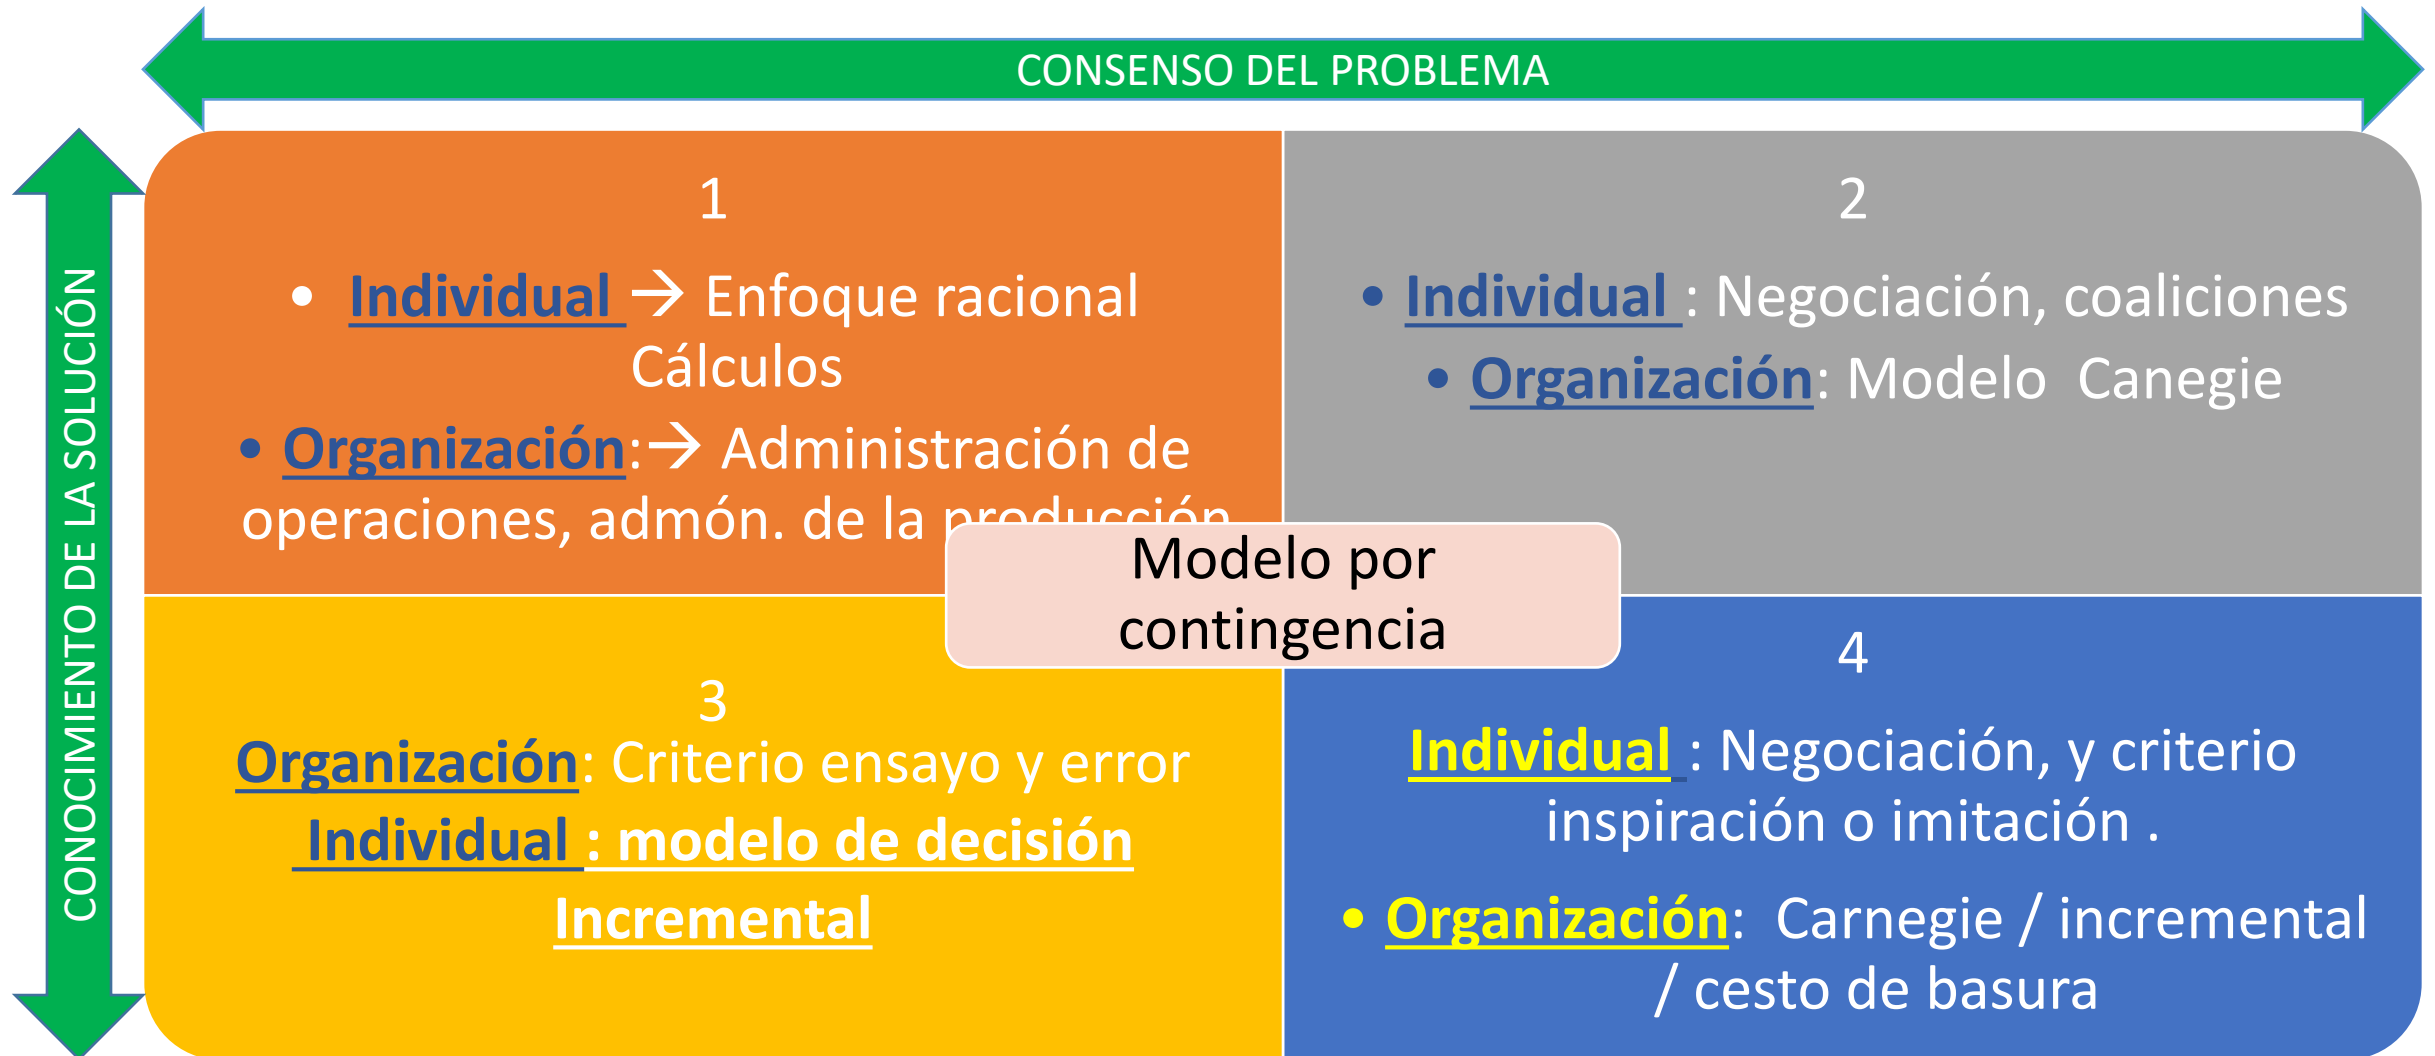 CONSENSO DEL PROBLEMA
CONOCIMIENTO DE LA SOLUCIÓN
1
• Individual → Enfoque racional
Cálculos
• Organización:→ Administración de
operaciones, admón. de la producción
2
• Individual : Negociación, coaliciones
• Organización: Modelo Canegie
Modelo por
contingencia
3
Organización: Criterio ensayo y error
Individual : modelo de decisión
Incremental
4
Individual : Negociación, y criterio
inspiración o imitación .
• Organización: Carnegie / incremental
/ cesto de basura